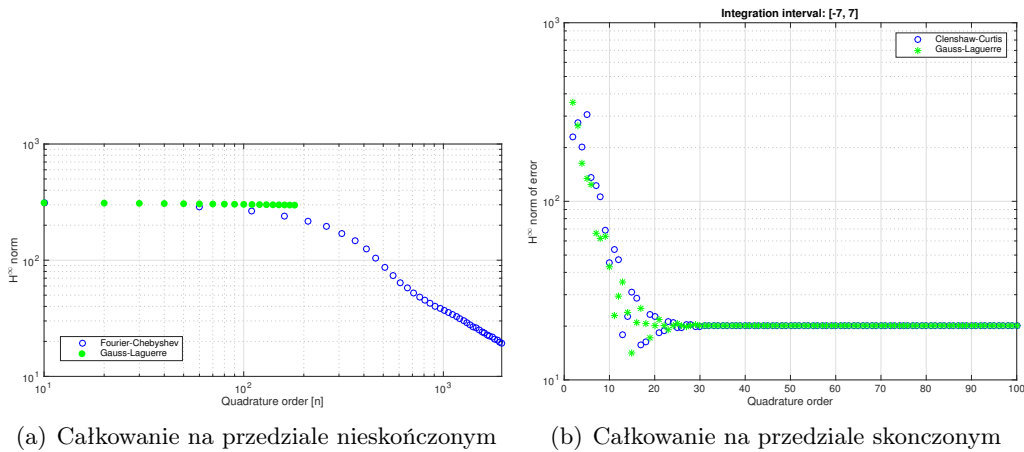 10³
10²
10¹
10¹
10²
10³
H∞ norm
Quadrature order [n]
Fourier-Chebyshev
Gauss-Laguerre
(a) Całkowanie na przedziale nieskończonym
Integration interval: [-7, 7]
10³
10²
10¹
0 10 20 30 40 50 60 70 80 90 100
H∞ norm of error
Quadrature order
Clenshaw-Curtis
Gauss-Laguerre
(b) Całkowanie na przedziale skonczonym